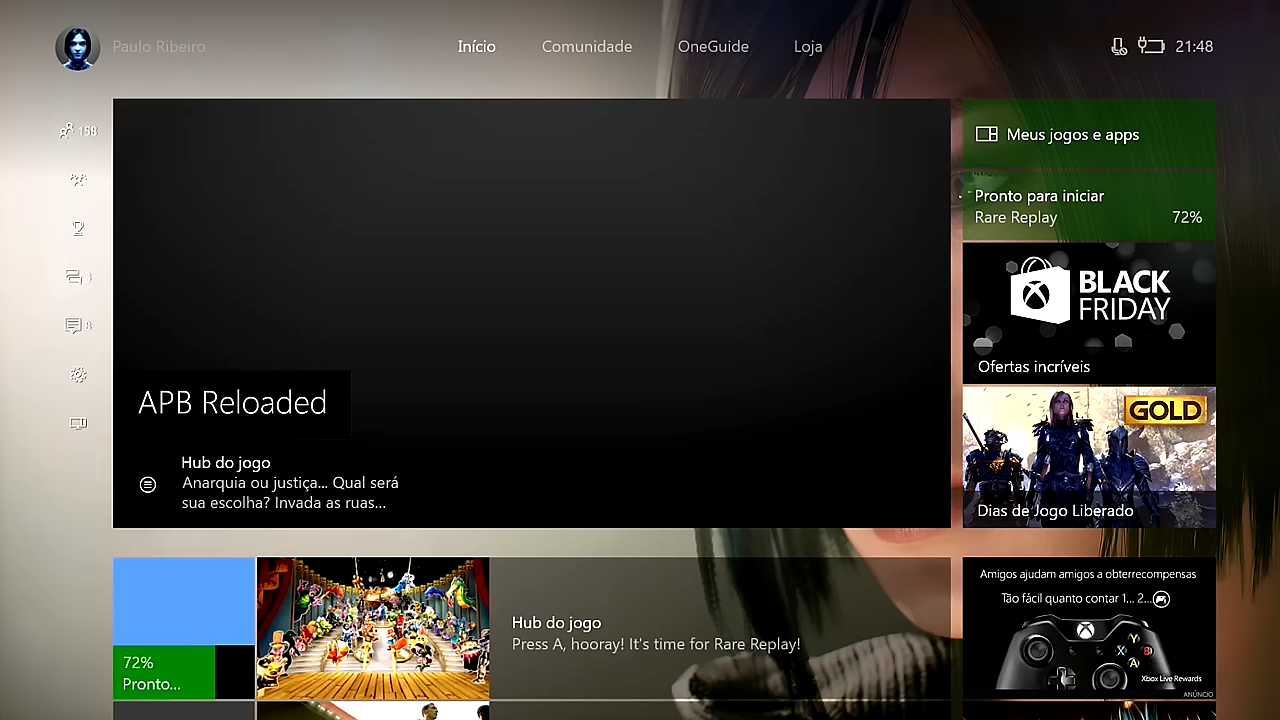 Paulo Ribeiro
Início
Comunidade
OneGuide
Loja
21:48
198
3
8
APB Reloaded
Hub do jogo
Anarquia ou justiça... Qual será
sua escolha? Invada as ruas...
Meus jogos e apps
Pronto para iniciar
Rare Replay
72%
BLACK
FRIDAY
Ofertas incríveis
GOLD
Dias de Jogo Liberado
72%
Pronto...
Hub do jogo
Press A, hooray! It's time for Rare Replay!
Amigos ajudam amigos a obterrecompensas
Tão fácil quanto contar 1... 2...
Y
X
B
A
Xbox Live Rewards
ANÚNCIO